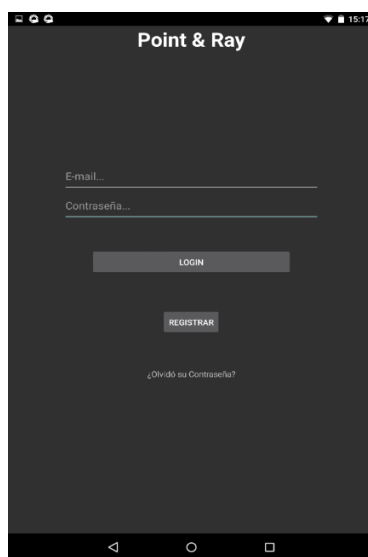 15:17
Point & Ray
E-mail...
Contraseña...
LOGIN
REGISTRAR
¿Olvidó su Contraseña?